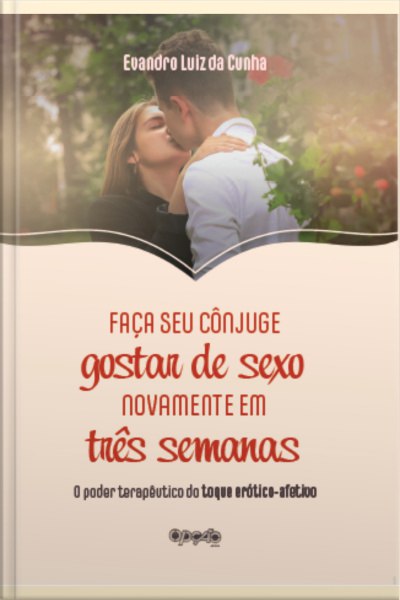 Evandro Luiz da Cunha
FAÇA SEU CÔNJUGE
gostar de sexo
NOVAMENTE EM
três semanas
O poder terapêutico do toque erótico-afetivo
OPÇÃO